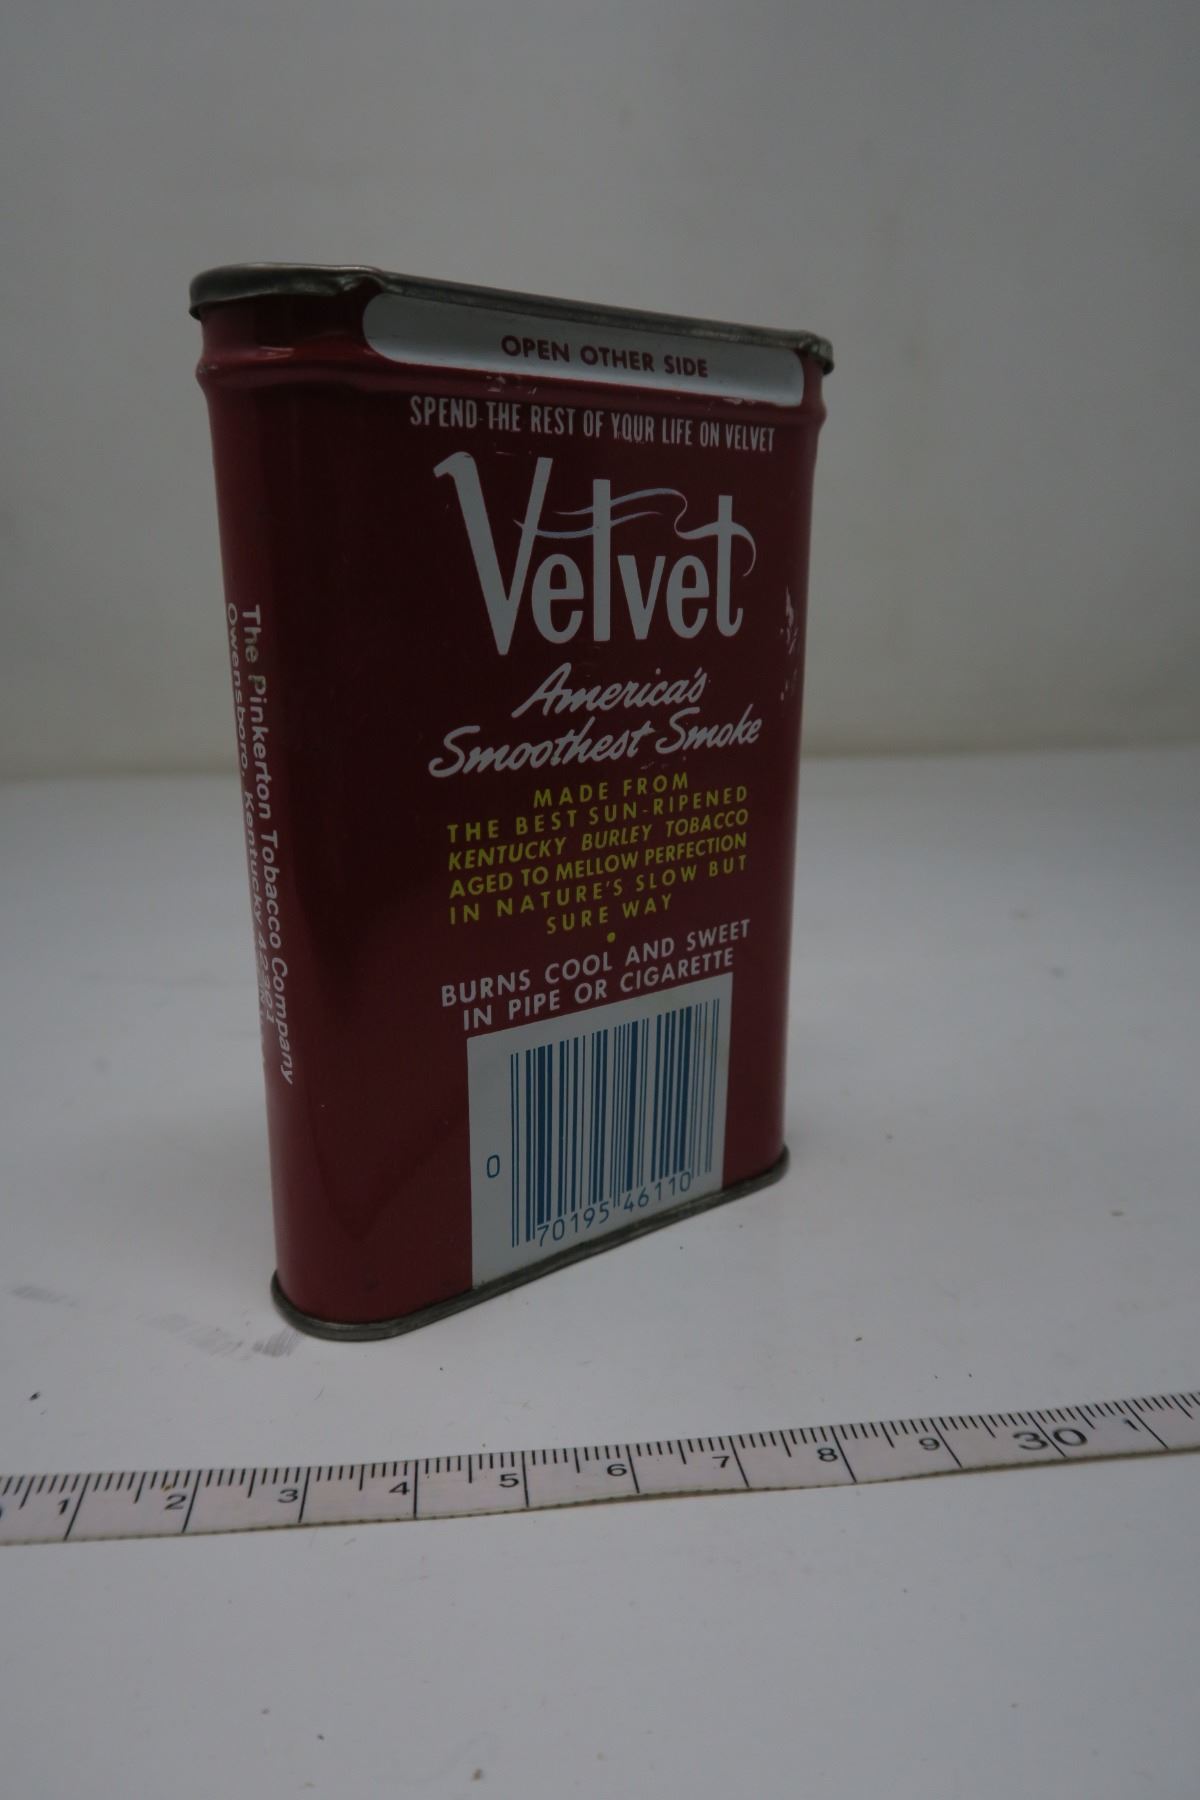 OPEN OTHER SIDE
SPEND THE REST OF YOUR LIFE ON VELVET
Velvet
America's
Smoothest Smoke
MADE FROM
THE BEST SUN-RIPENED
KENTUCKY BURLEY TOBACCO
AGED TO MELLOW PERFECTION
IN NATURE'S SLOW BUT
SURE WAY
•
BURNS COOL AND SWEET
IN PIPE OR CIGARETTE
0 70195 46110
The Pinkerton Tobacco Company
Owensboro, Kentucky 42301
1 2 3 4 5 6 7 8 9 30 1